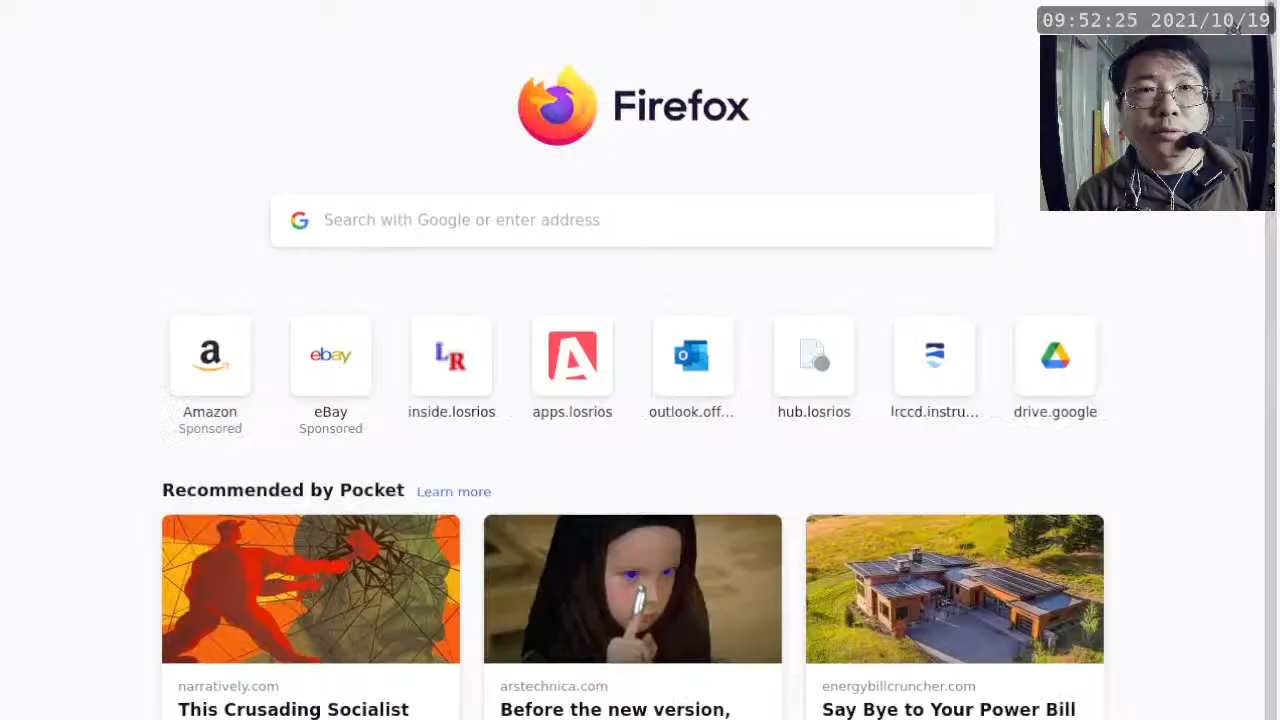 09:52:25 2021/10/19
Firefox
Search with Google or enter address
a
ebay
LR
Amazon
Sponsored
eBay
Sponsored
inside.losrios
apps.losrios
outlook.off...
hub.losrios
lrccd.instru...
drive.google
Recommended by Pocket Learn more
narratively.com
This Crusading Socialist
arstechnica.com
Before the new version,
energybillcruncher.com
Say Bye to Your Power Bill